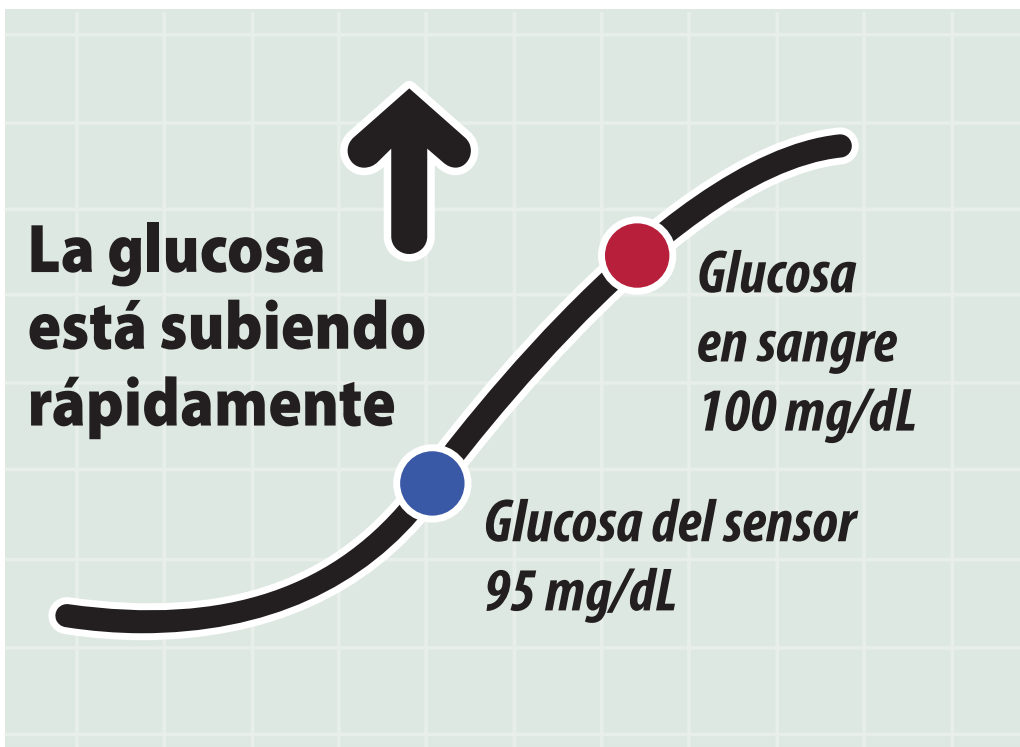 La glucosa
está subiendo
rápidamente
Glucosa
en sangre
100 mg/dL
Glucosa del sensor
95 mg/dL